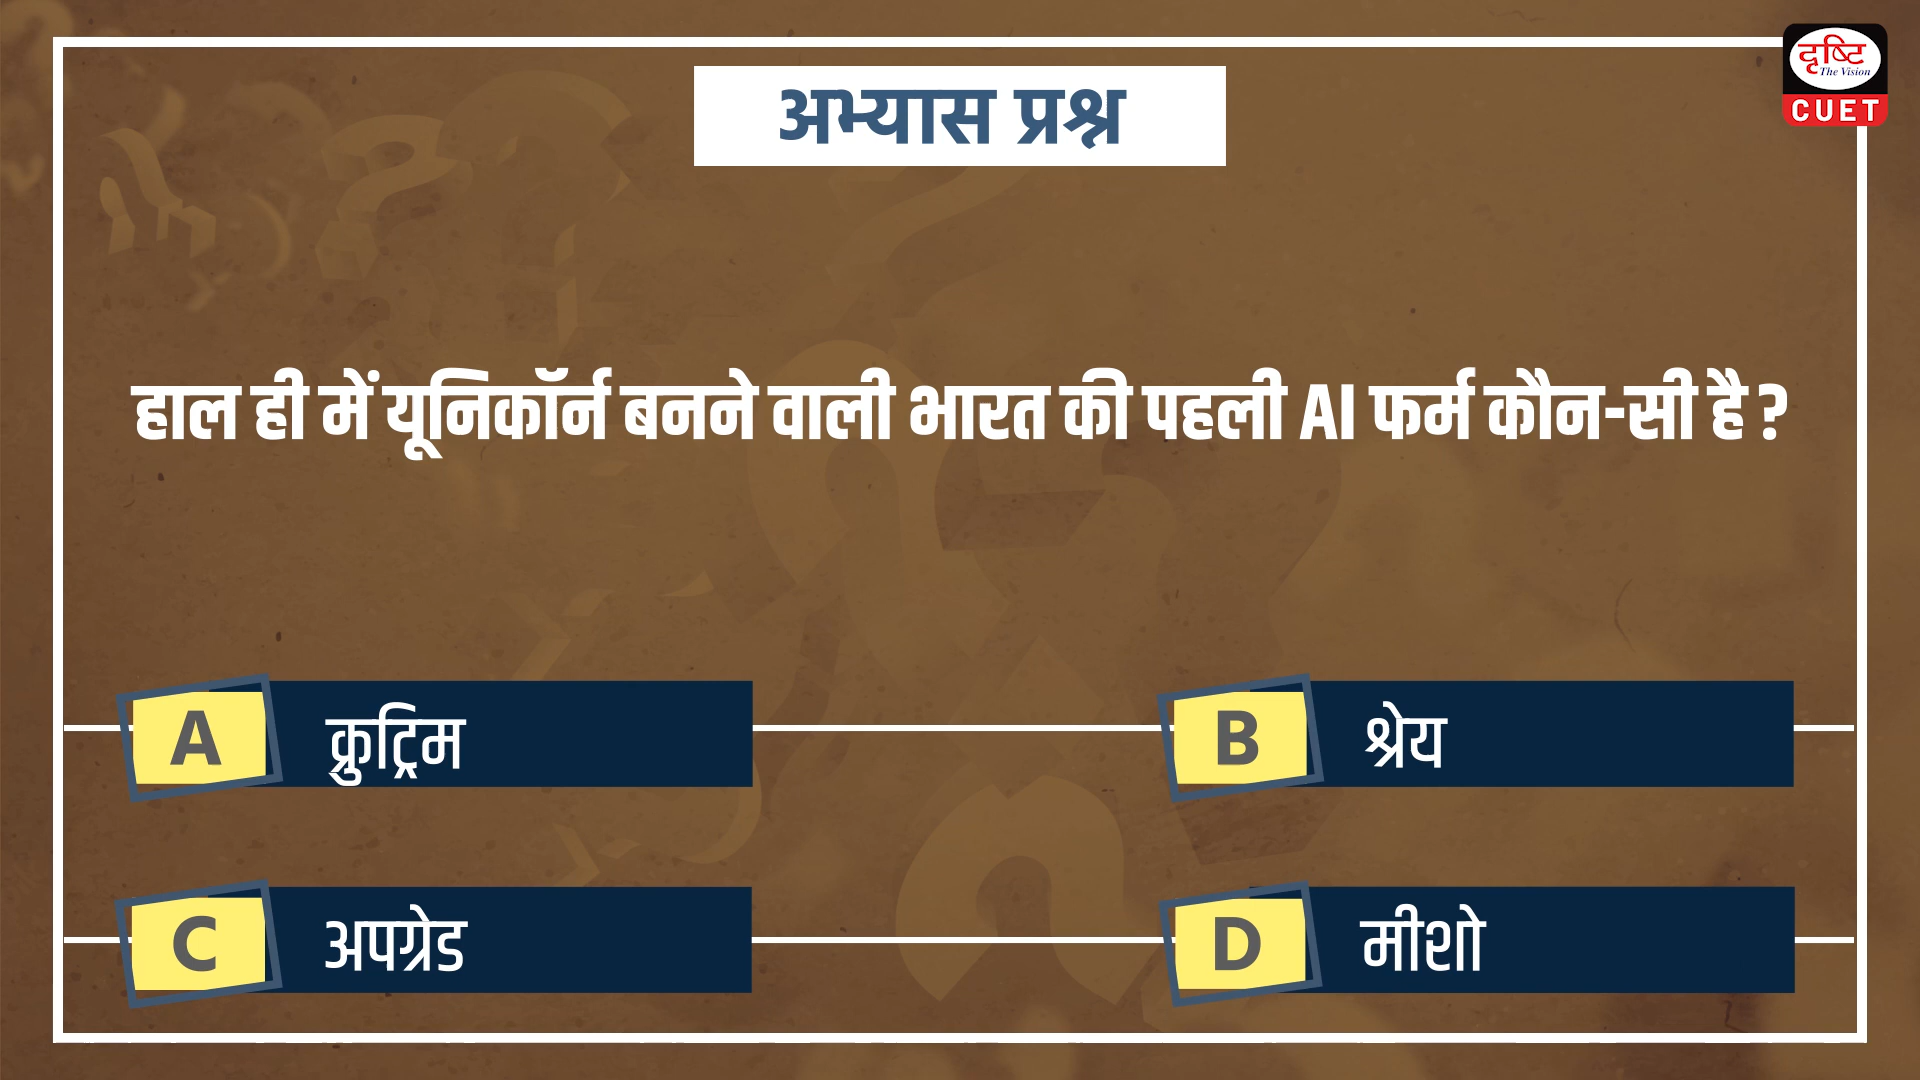 दृष्टि
The Vision
CUET
अभ्यास प्रश्न
हाल ही में यूनिकॉर्न बनने वाली भारत की पहली AI फर्म कौन-सी है ?
A क्रुट्रिम
B श्रेय
C अपग्रेड
D मीशो